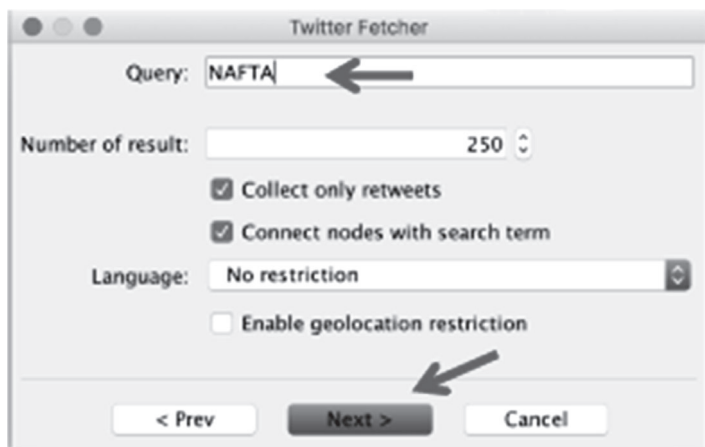 Twitter Fetcher
Query: NAFTA
Number of result: 250
Collect only retweets
Connect nodes with search term
Language: No restriction
Enable geolocation restriction
< Prev Next > Cancel